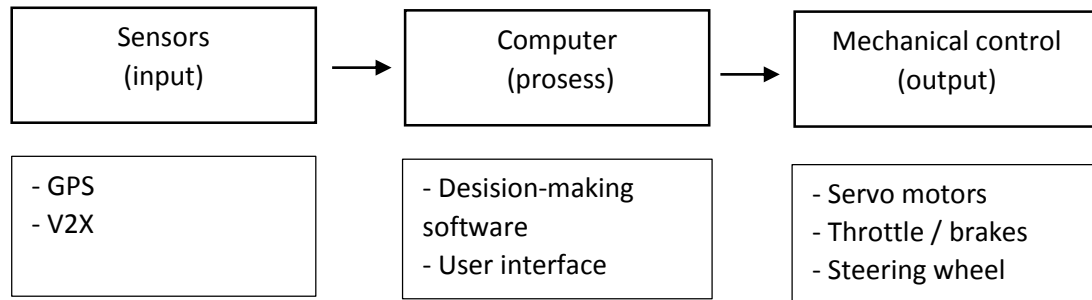 Sensors
(input)
Computer
(prosess)
Mechanical control
(output)
- GPS
- V2X
- Desision-making
software
- User interface
- Servo motors
- Throttle / brakes
- Steering wheel